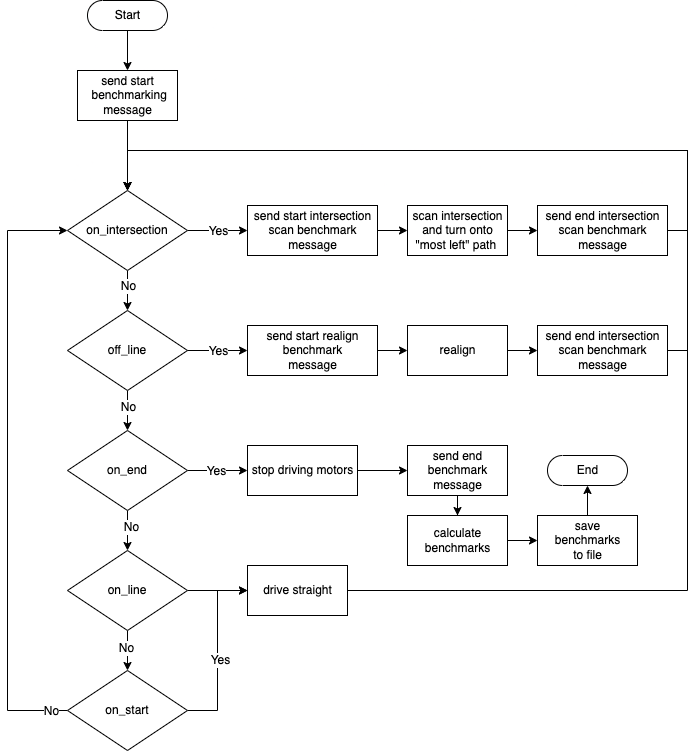 Start
send start
benchmarking
message
on_intersection
Yes
send start intersection
scan benchmark
message
scan intersection
and turn onto
"most left" path
send end intersection
scan benchmark
message
No
off_line
Yes
send start realign
benchmark
message
realign
send end intersection
scan benchmark
message
No
on_end
Yes
stop driving motors
send end
benchmark
message
End
No
calculate
benchmarks
save
benchmarks
to file
on_line
drive straight
No
Yes
on_start
No